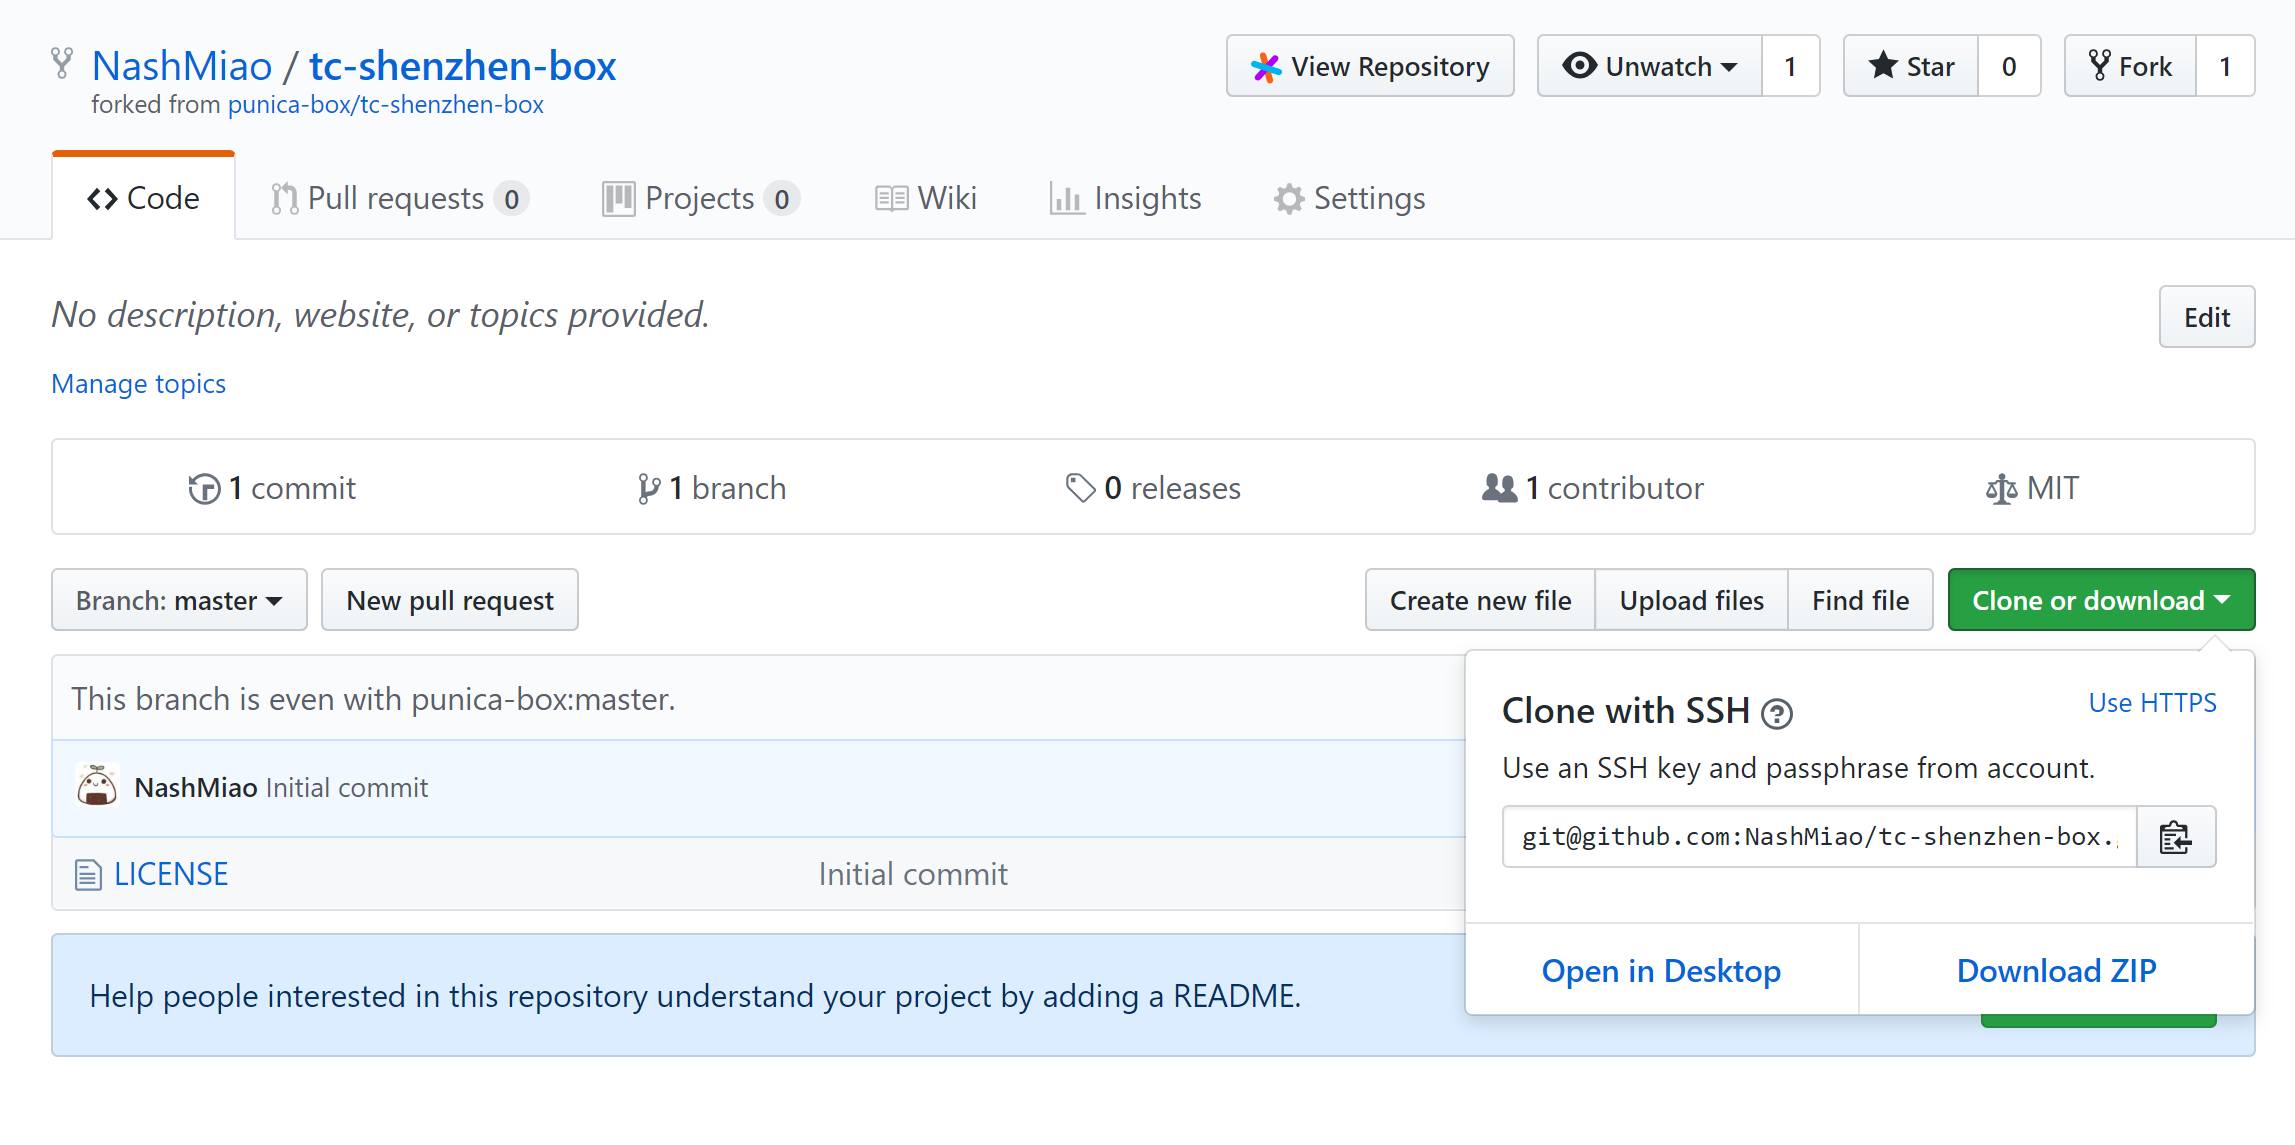 NashMiao / tc-shenzhen-box
forked from punica-box/tc-shenzhen-box
View Repository
Unwatch 1
Star 0
Fork 1
Code
Pull requests 0
Projects 0
Wiki
Insights
Settings
No description, website, or topics provided.
Edit
Manage topics
1 commit
1 branch
0 releases
1 contributor
MIT
Branch: master
New pull request
Create new file
Upload files
Find file
Clone or download
This branch is even with punica-box:master.
NashMiao Initial commit
LICENSE
Initial commit
Help people interested in this repository understand your project by adding a README.
Clone with SSH
Use HTTPS
Use an SSH key and passphrase from account.
git@github.com:NashMiao/tc-shenzhen-box.
Open in Desktop
Download ZIP